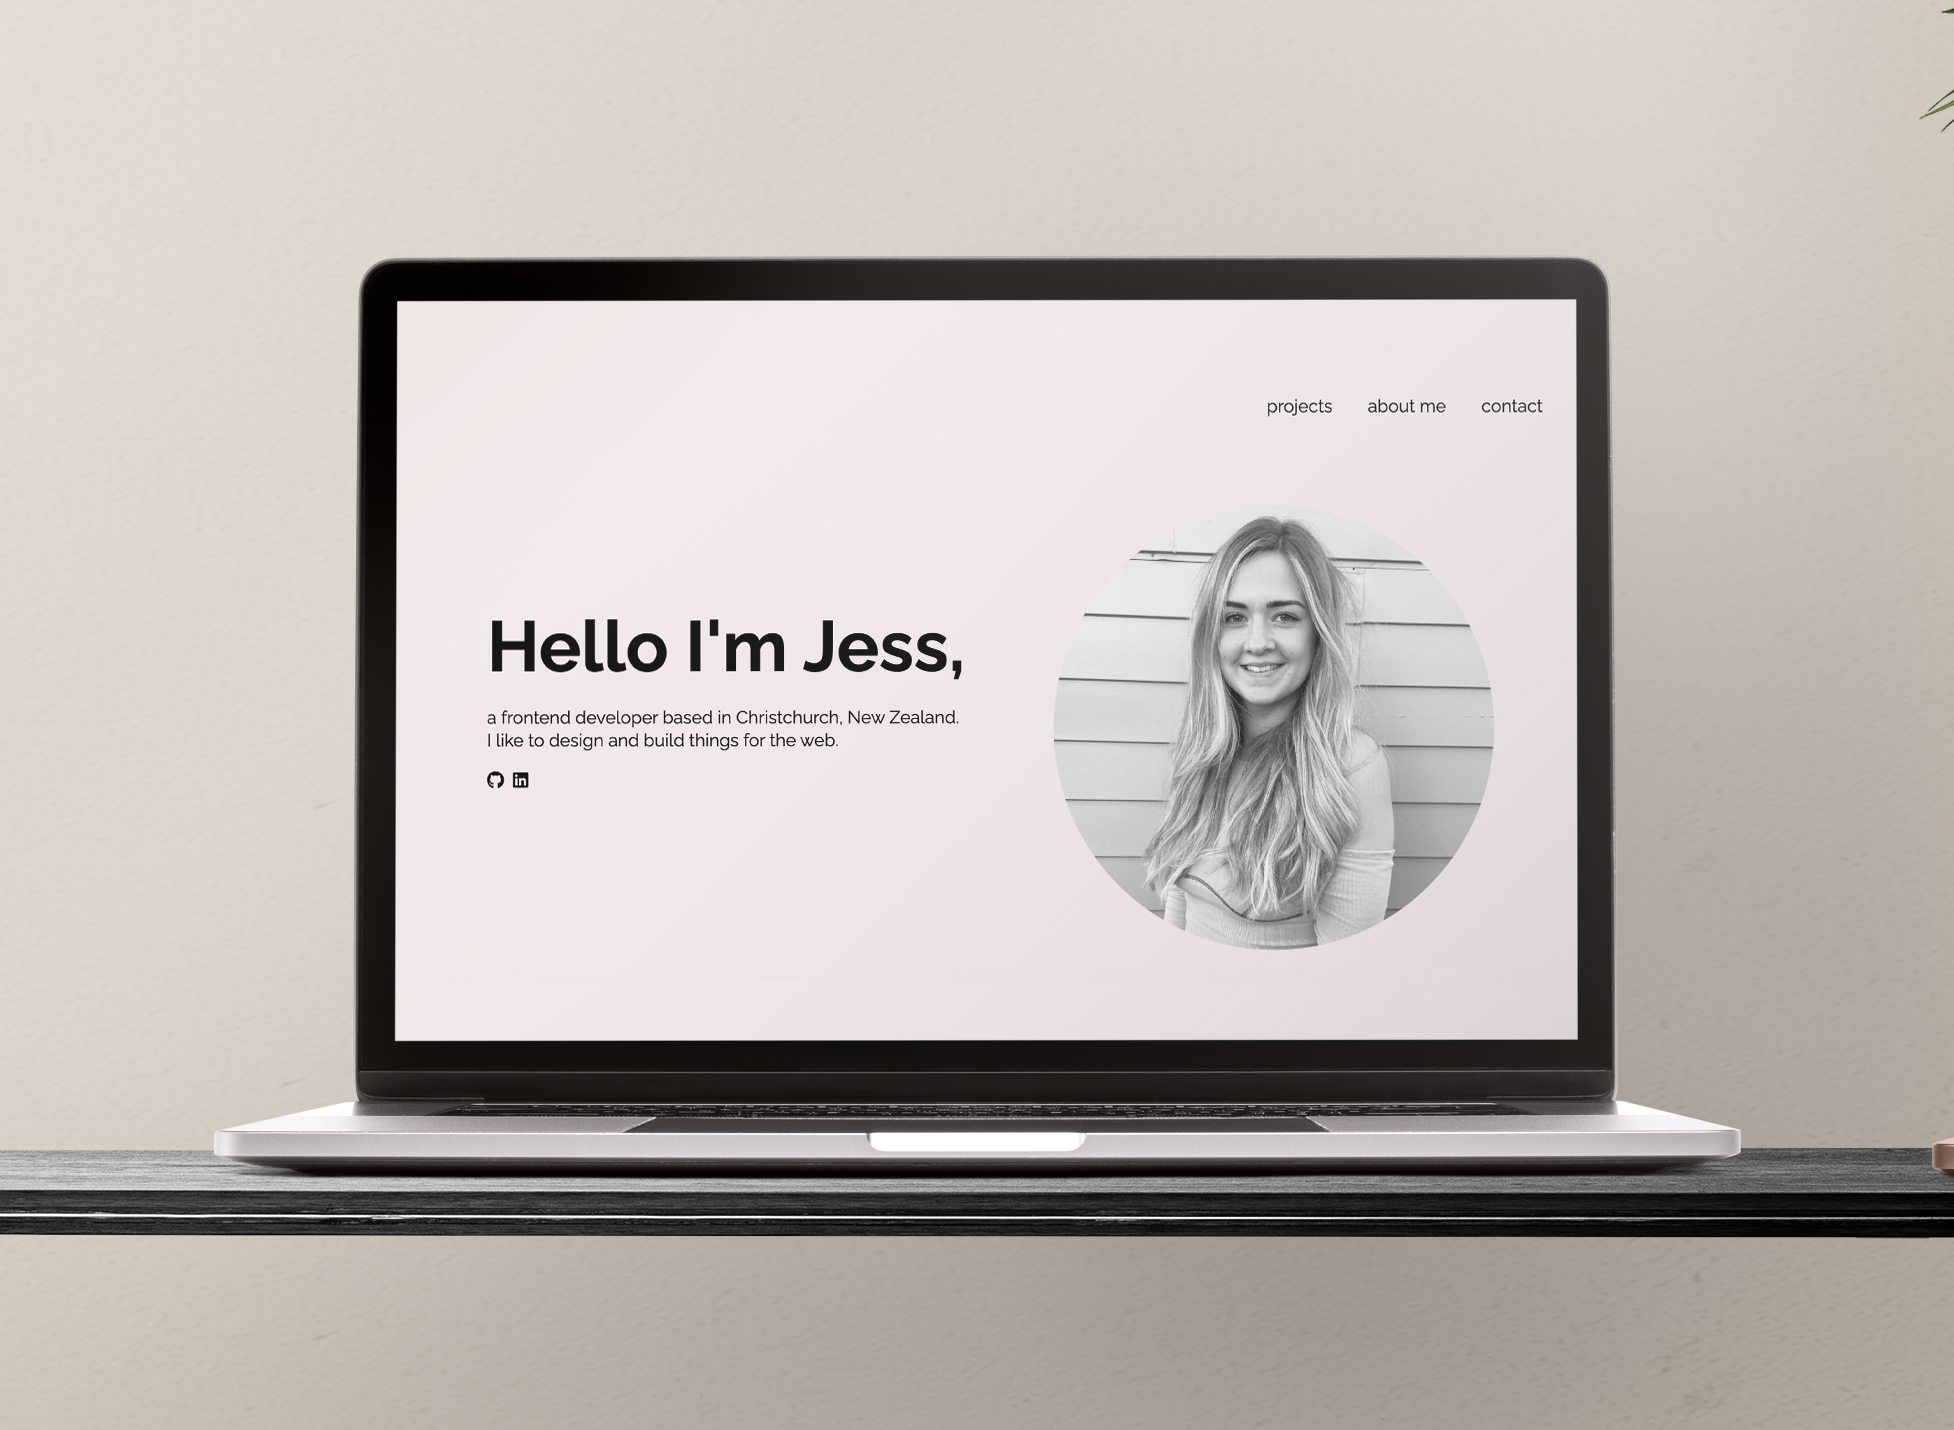 projects about me contact
Hello I'm Jess,
a frontend developer based in Christchurch, New Zealand.
I like to design and build things for the web.
in